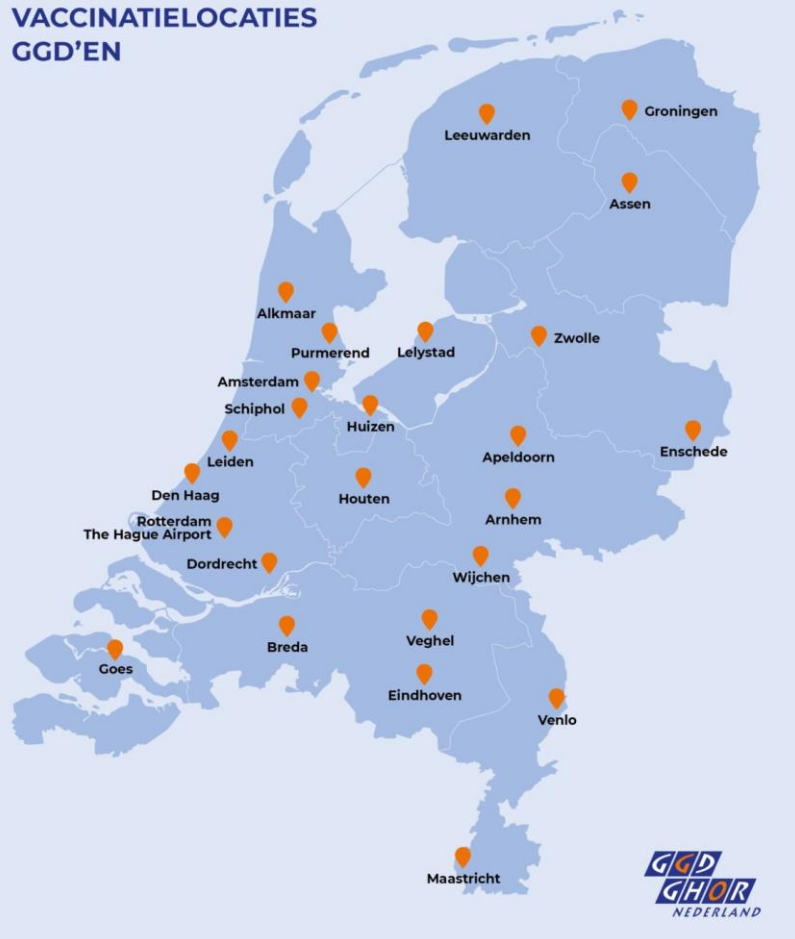 VACCINATIELOCATIES
GGD'EN
Groningen
Leeuwarden
Assen
Alkmaar
Purmerend
Lelystad
Zwolle
Amsterdam
Schiphol
Huizen
Leiden
Apeldoorn
Enschede
Den Haag
Houten
Rotterdam
The Hague Airport
Arnhem
Dordrecht
Wijchen
Breda
Veghel
Goes
Eindhoven
Venlo
Maastricht
GGD
GHOR
NEDERLAND